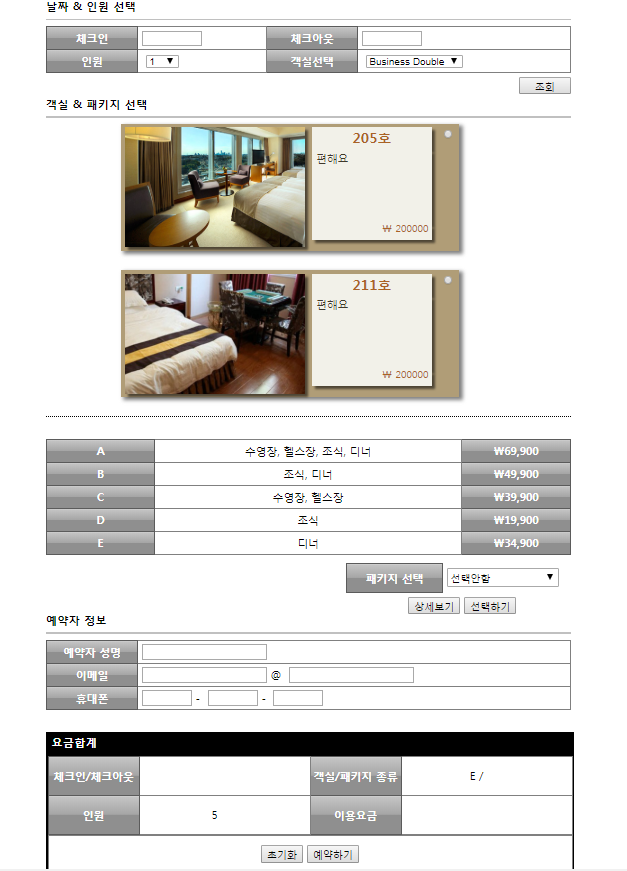 날짜 & 인원 선택
체크인 체크아웃
인원 1 객실선택 Business Double
조회
객실 & 패키지 선택
205호
편해요
₩ 200000
211호
편해요
₩ 200000
A 수영장, 헬스장, 조식, 디너 ₩69,900
B 조식, 디너 ₩49,900
C 수영장, 헬스장 ₩39,900
D 조식 ₩19,900
E 디너 ₩34,900
패키지 선택 선택안함
상세보기 선택하기
예약자 정보
예약자 성명
이메일 @
휴대폰 - -
요금합계
체크인/체크아웃 객실/패키지 종류 E /
인원 5 이용요금
초기화 예약하기